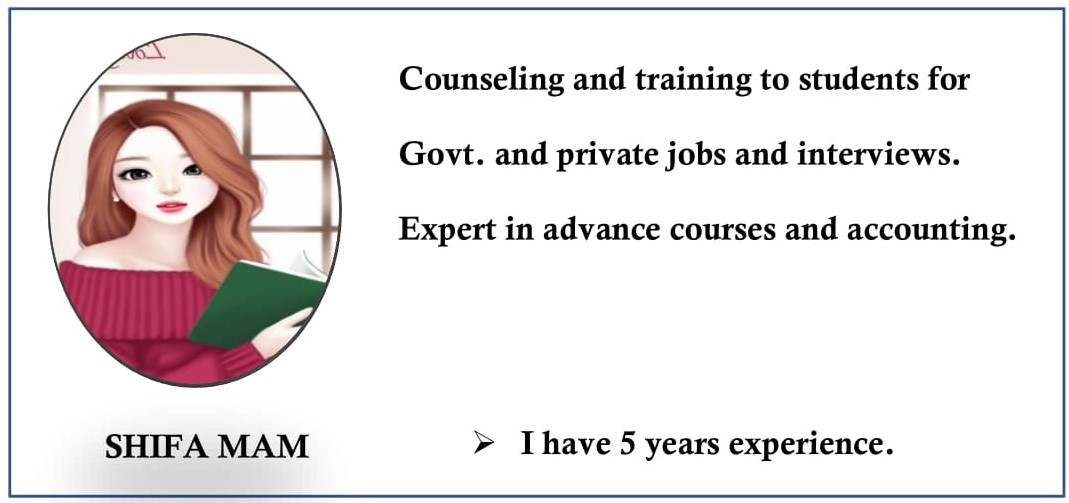 Counseling and training to students for
Govt. and private jobs and interviews.
Expert in advance courses and accounting.
SHIFA MAM
➢ I have 5 years experience.